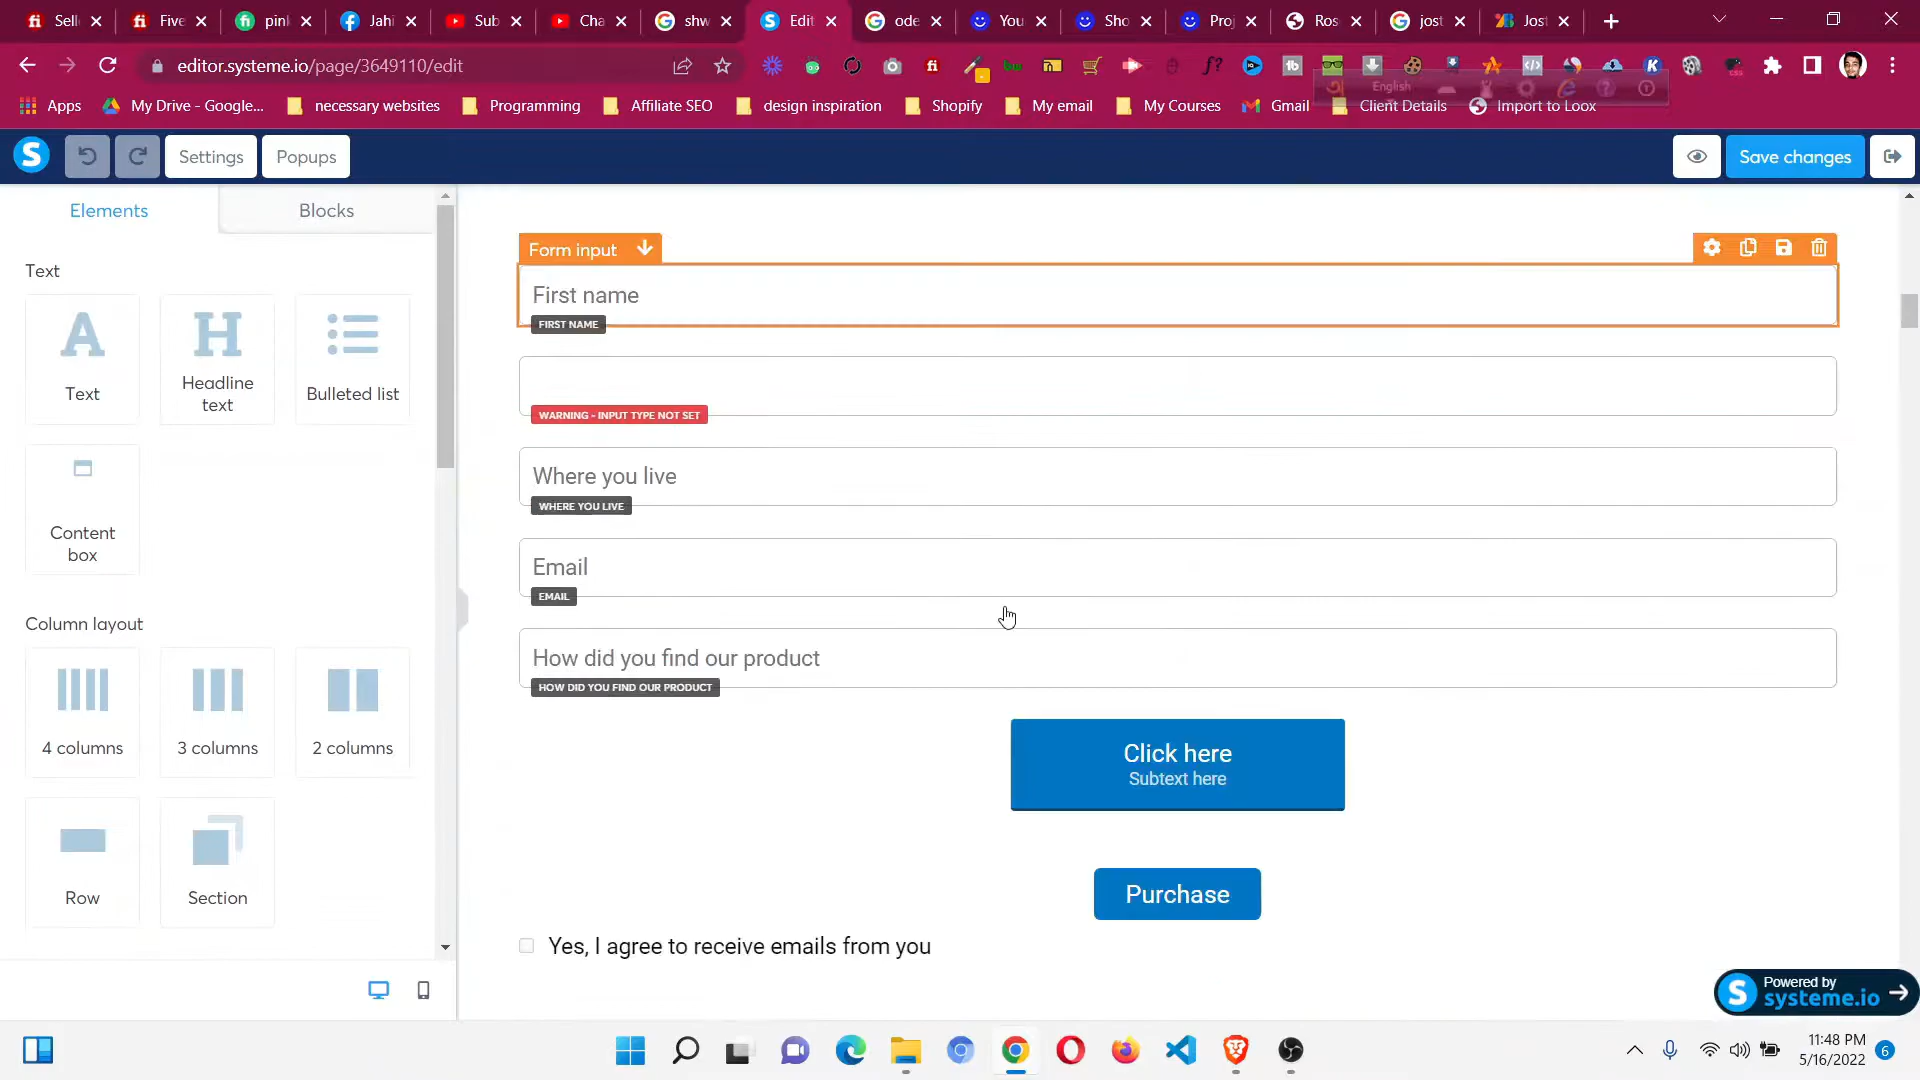 Sell
Five
pinl
Jahi
Sub
Cha
shw
Edit
ode
You
Sho
Proj
Ros
jost
Jost
editor.systeme.io/page/3649110/edit
Apps
My Drive - Google...
necessary websites
Programming
Affiliate SEO
design inspiration
Shopify
My email
My Courses
Gmail
Client Details
Import to Loox
English
S
Settings
Popups
Save changes
Elements
Blocks
Text
A
Text
H
Headline
text
Bulleted list
Content
box
Column layout
4 columns
3 columns
2 columns
Row
Section
Form input
First name
FIRST NAME
WARNING - INPUT TYPE NOT SET
Where you live
WHERE YOU LIVE
Email
EMAIL
How did you find our product
HOW DID YOU FIND OUR PRODUCT
Click here
Subtext here
Purchase
Yes, I agree to receive emails from you
S
Powered by
systeme.io
11:48 PM
5/16/2022
6